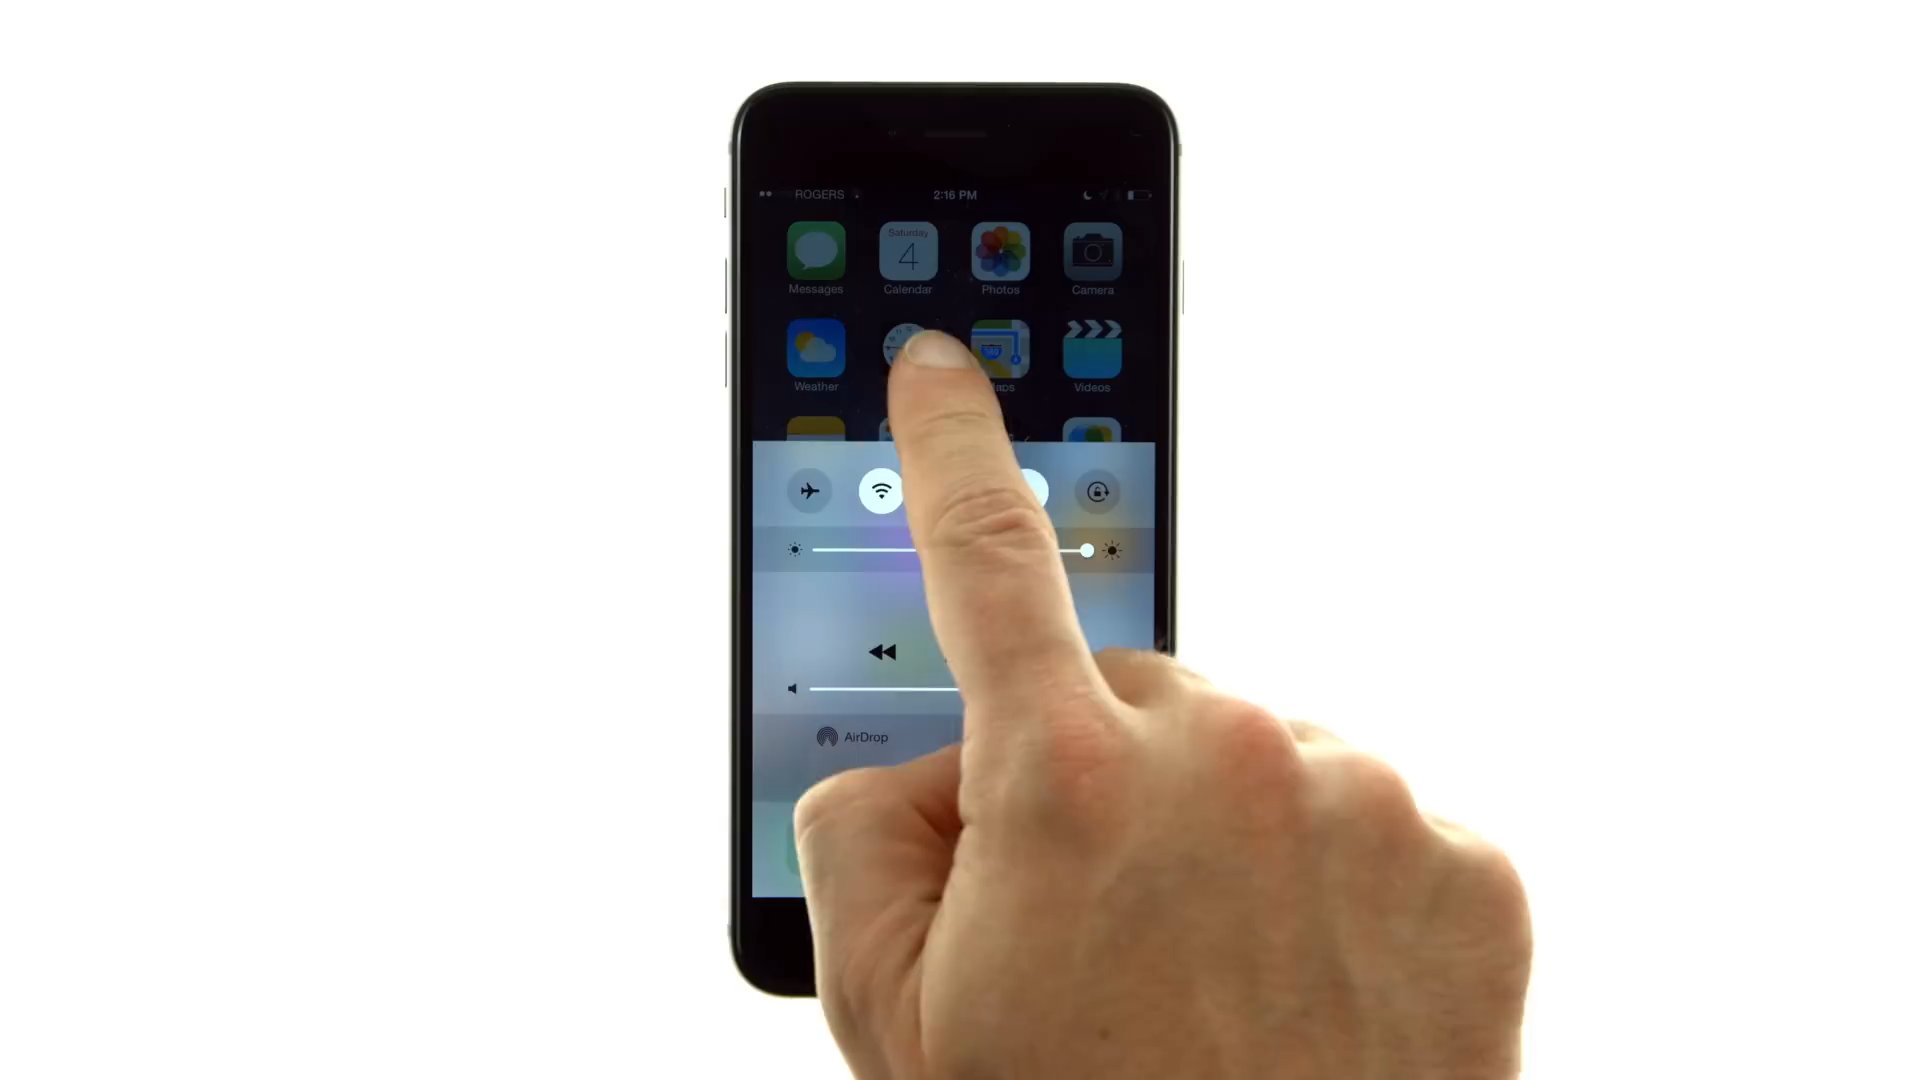 ROGERS 2:16 PM
Saturday
4
Messages Calendar Photos Camera
Weather Videos
AirDrop